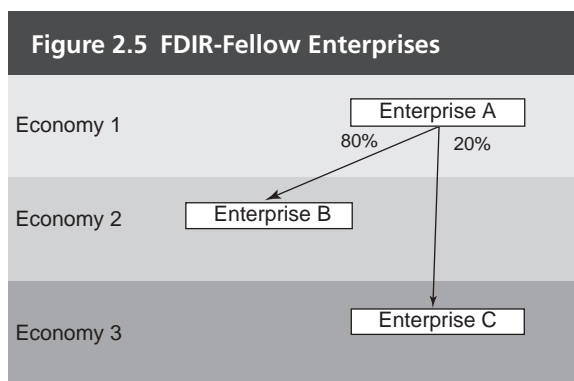 Figure 2.5 FDIR-Fellow Enterprises
Economy 1
Enterprise A
80%
20%
Economy 2
Enterprise B
Economy 3
Enterprise C